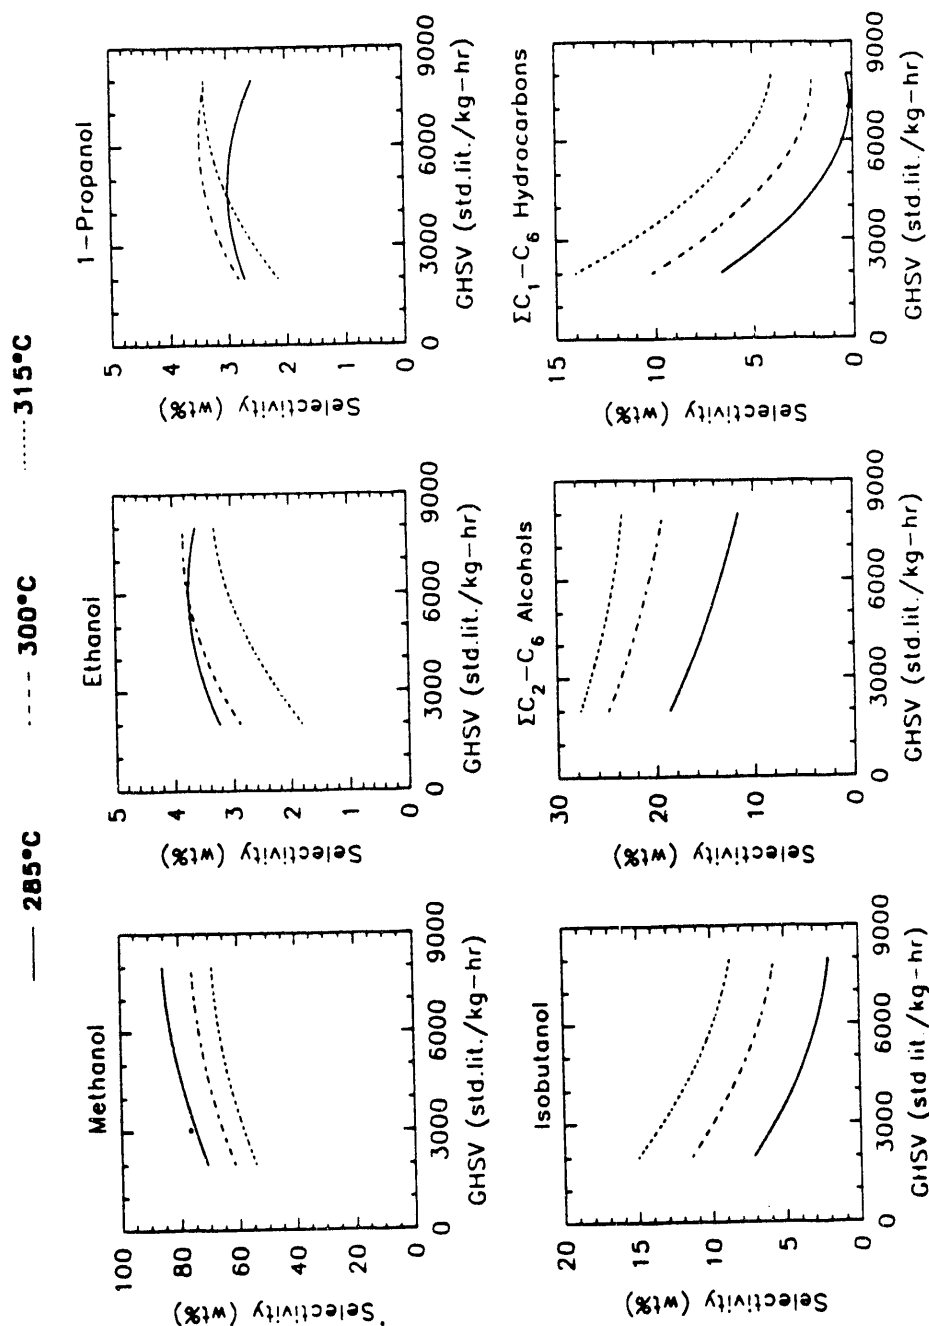 —— 285°C -·-- 300°C ······ 315°C
Methanol
Selectivity (wt%)
100
80
60
40
20
0
0 3000 6000 9000
GHSV (std.lit./kg-hr)
Ethanol
Selectivity (wt%)
5
4
3
2
1
0
0 3000 6000 9000
GHSV (std.lit./kg-hr)
1-Propanol
Selectivity (wt%)
5
4
3
2
1
0
0 3000 6000 9000
GHSV (std.lit./kg-hr)
Isobutanol
Selectivity (wt%)
20
15
10
5
0
0 3000 6000 9000
GHSV (std lit./kg-hr)
ΣC₂-C₆ Alcohols
Selectivity (wt%)
30
20
10
0
0 3000 6000 9000
GHSV (std.lit./kg-hr)
ΣC₁-C₆ Hydrocarbons
Selectivity (wt%)
15
10
5
0
0 3000 6000 9000
GHSV (std.lit./kg-hr)